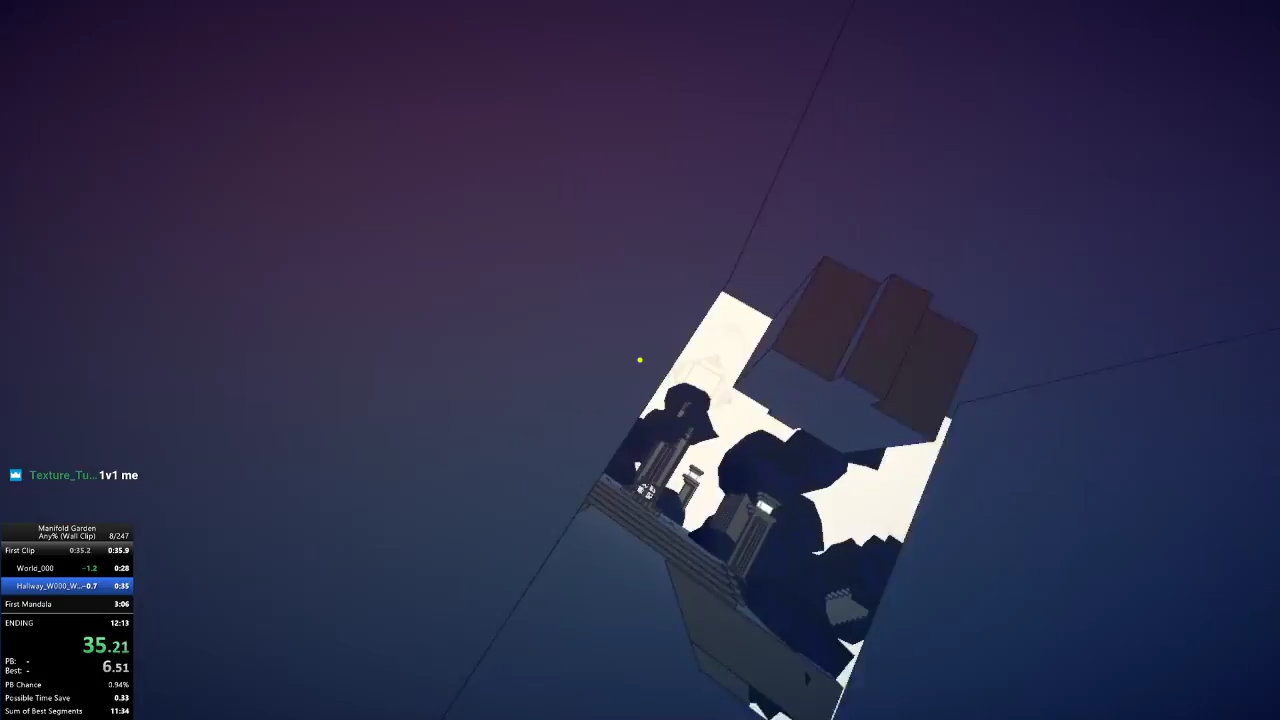 Texture_Tu... 1v1 me
Manifold Garden
Any% (Wall Clip) 8/247
First Clip 0:35.2 0:35.9
World_000 −1.2 0:28
Hallway_W000_W... −0.7 0:35
First Mandala 3:06
ENDING 12:13
35.21
PB: -
Best: -
6.51
PB Chance 0.94%
Possible Time Save 0.33
Sum of Best Segments 11:34